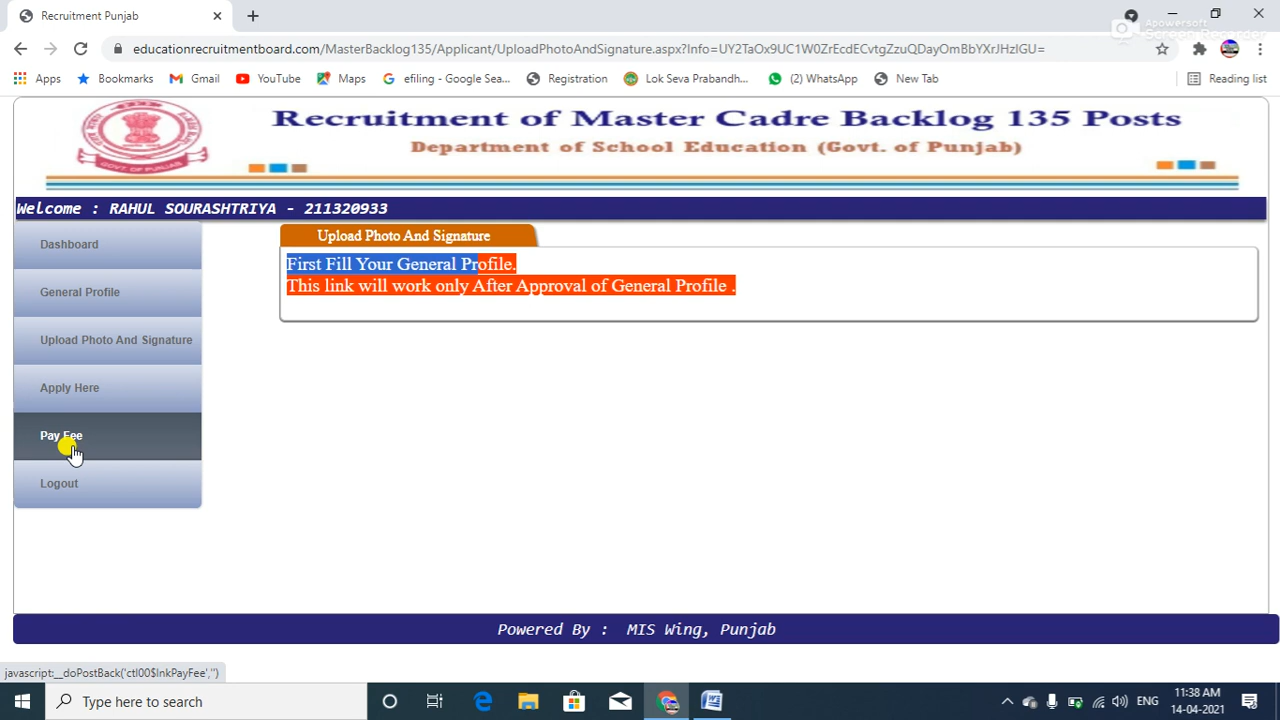 Recruitment Punjab
educationrecruitmentboard.com/MasterBacklog135/Applicant/UploadPhotoAndSignature.aspx?Info=UY2TaOx9UC1W0ZrEcdECvtgZzuQDayOmBbYXrJHzIGU=
Apowersoft
Screen Recorder
Apps
Bookmarks
Gmail
YouTube
Maps
efiling - Google Sea...
Registration
Lok Seva Prabandh...
(2) WhatsApp
New Tab
Reading list
Recruitment of Master Cadre Backlog 135 Posts
Department of School Education (Govt. of Punjab)
Welcome : RAHUL SOURASHTRIYA - 211320933
Dashboard
General Profile
Upload Photo And Signature
Apply Here
Pay Fee
Logout
Upload Photo And Signature
First Fill Your General Profile.
This link will work only After Approval of General Profile .
Powered By : MIS Wing, Punjab
javascript:__doPostBack('ctl00$lnkPayFee','')
Type here to search
ENG
11:38 AM
14-04-2021